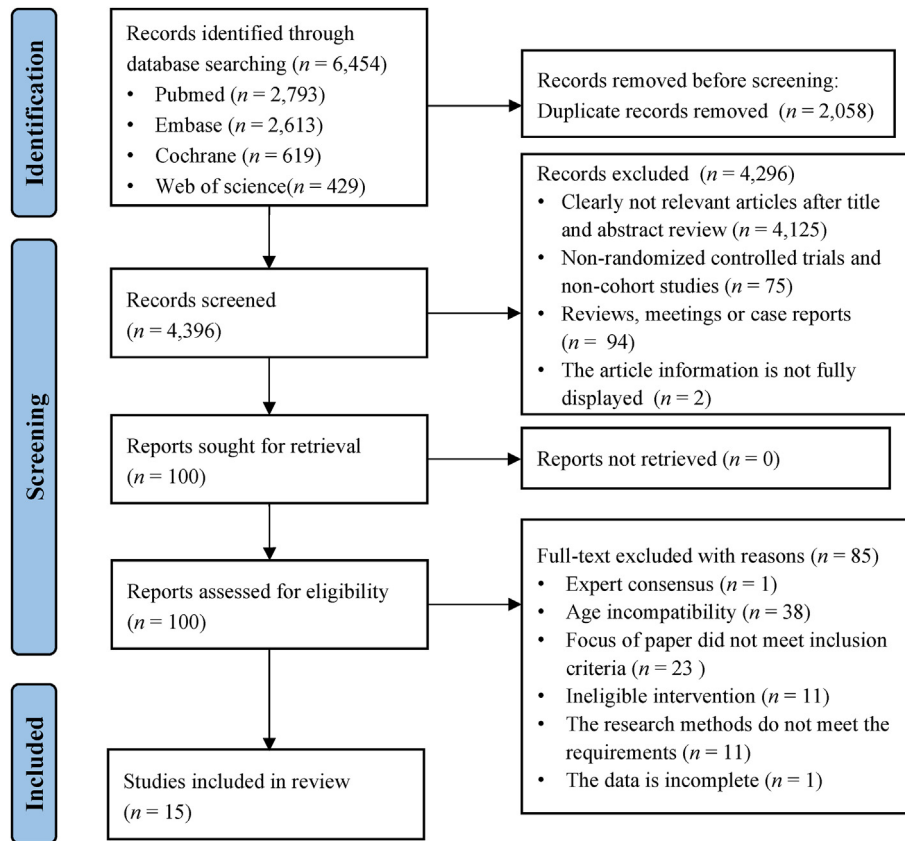 Identification
Records identified through
database searching (n = 6,454)
• Pubmed (n = 2,793)
• Embase (n = 2,613)
• Cochrane (n = 619)
• Web of science(n = 429)
Records removed before screening:
Duplicate records removed (n = 2,058)
Screening
Records screened
(n = 4,396)
Records excluded (n = 4,296)
• Clearly not relevant articles after title
and abstract review (n = 4,125)
• Non-randomized controlled trials and
non-cohort studies (n = 75)
• Reviews, meetings or case reports
(n = 94)
• The article information is not fully
displayed (n = 2)
Reports sought for retrieval
(n = 100)
Reports not retrieved (n = 0)
Reports assessed for eligibility
(n = 100)
Full-text excluded with reasons (n = 85)
• Expert consensus (n = 1)
• Age incompatibility (n = 38)
• Focus of paper did not meet inclusion
criteria (n = 23 )
• Ineligible intervention (n = 11)
• The research methods do not meet the
requirements (n = 11)
• The data is incomplete (n = 1)
Included
Studies included in review
(n = 15)